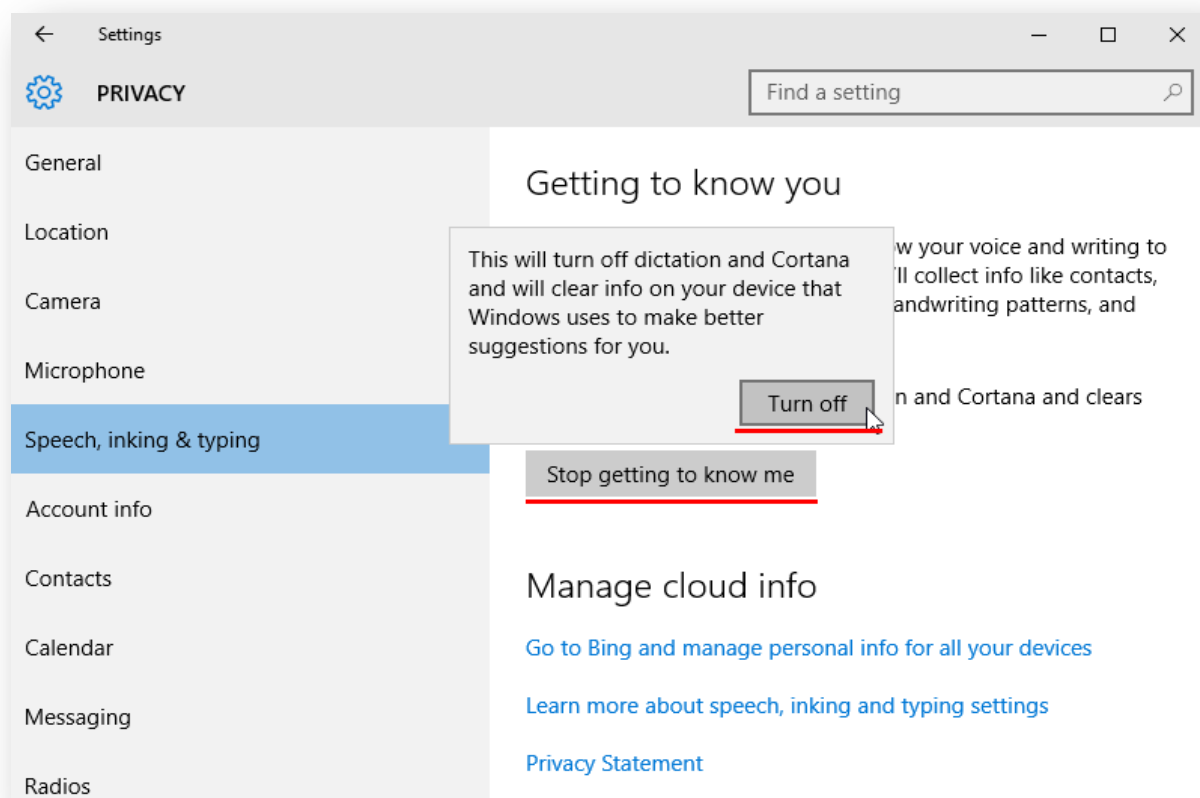 Settings
PRIVACY
Find a setting
General
Location
Camera
Microphone
Speech, inking & typing
Account info
Contacts
Calendar
Messaging
Radios
Getting to know you
your voice and writing to
collect info like contacts,
patterns, and
This will turn off dictation and Cortana
and will clear info on your device that
Windows uses to make better
suggestions for you.
Turn off
and Cortana and clears
Stop getting to know me
Manage cloud info
Go to Bing and manage personal info for all your devices
Learn more about speech, inking and typing settings
Privacy Statement